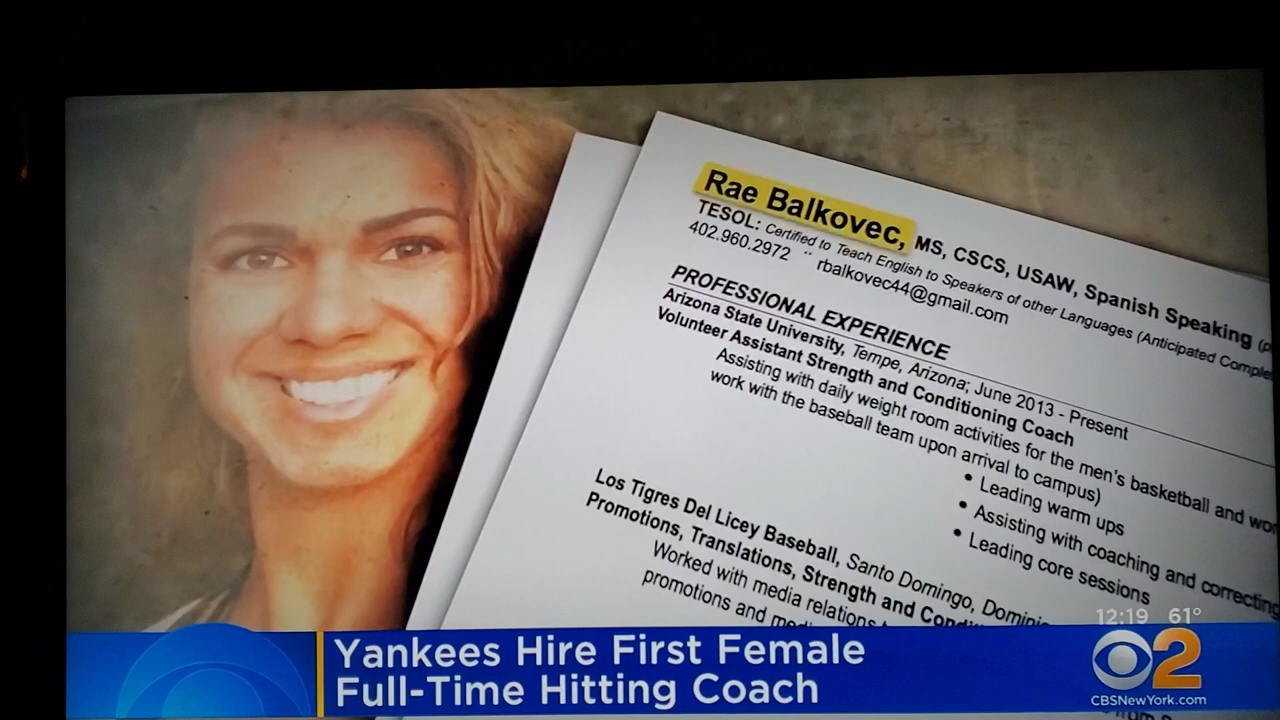 Rae Balkovec, MS, CSCS, USAW, Spanish Speaking
TESOL: Certified to Teach English to Speakers of other Languages (Anticipated
402.960.2972 ¨ rbalkovec44@gmail.com
PROFESSIONAL EXPERIENCE
Arizona State University, Tempe, Arizona; June 2013 - Present
Volunteer Assistant Strength and Conditioning Coach
Assisting with daily weight room activities for the men's basketball and
work with the baseball team upon arrival to campus)
• Leading warm ups
• Assisting with coaching and correcting
• Leading core sessions
Los Tigres Del Licey Baseball, Santo Domingo,
Promotions, Translations, Strength and
Worked with media relations
promotions and
12:19 61°
Yankees Hire First Female
Full-Time Hitting Coach
2
CBSNewYork.com